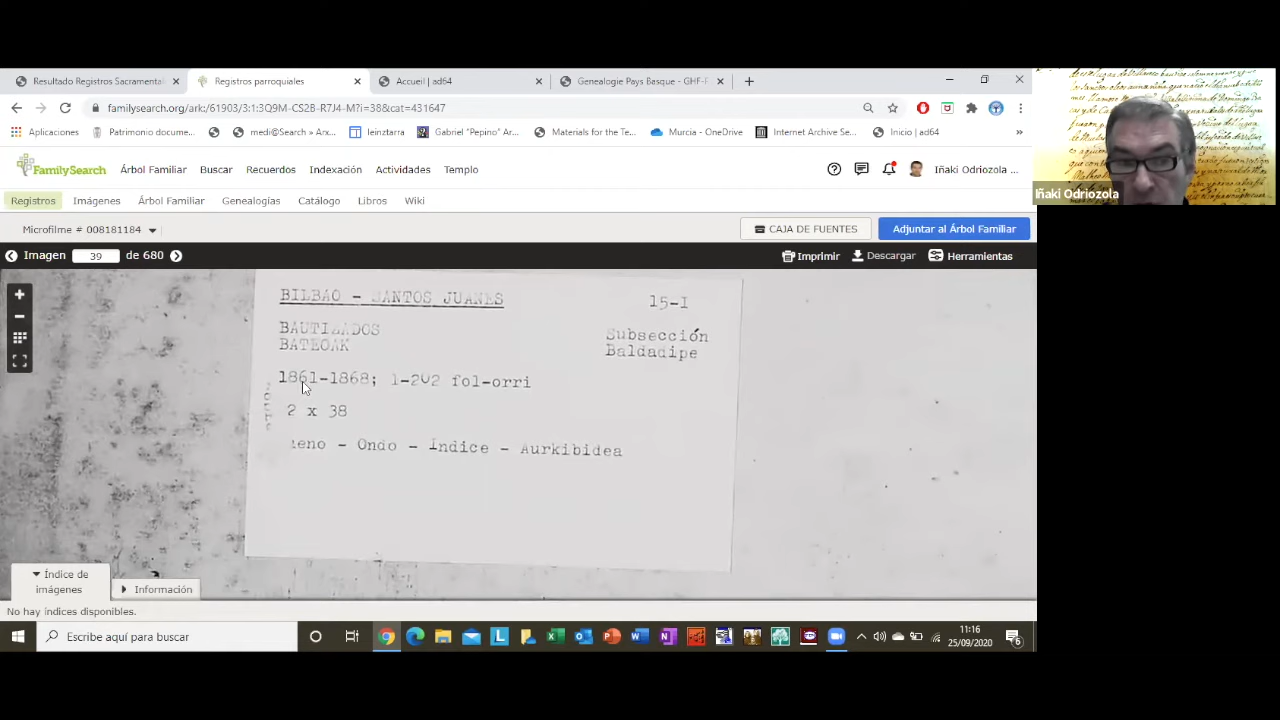 Resultado Registros Sacramenta
Registros parroquiales
Accueil | ad64
Genealogie Pays Basque - GHF-
familysearch.org/ark:/61903/3:1:3Q9M-CS2B-R7J4-M?i=38&cat=431647
Aplicaciones
Patrimonio docume...
medi@Search » Arx...
leinztarra
Gabriel "Pepino" Ar...
Materials for the Te...
Murcia - OneDrive
Internet Archive Se...
Inicio | ad64
»
FamilySearch
Árbol Familiar
Buscar
Recuerdos
Indexación
Actividades
Templo
Iñaki Odriozola ...
Iñaki Odriozola
Registros
Imágenes
Árbol Familiar
Genealogías
Catálogo
Libros
Wiki
Microfilme # 008181184
CAJA DE FUENTES
Adjuntar al Árbol Familiar
Imagen 39 de 680
Imprimir
Descargar
Herramientas
BILBAO - SANTOS JUANES
15-I
BAUTIZADOS
BATEOAK
Subsección
Baldadipe
1861-1868; 1-202 fol-orri
2 x 38
- Ondo - Indice - Aurkibidea
Índice de
imágenes
Información
No hay índices disponibles.
Escribe aquí para buscar
11:16
25/09/2020
6